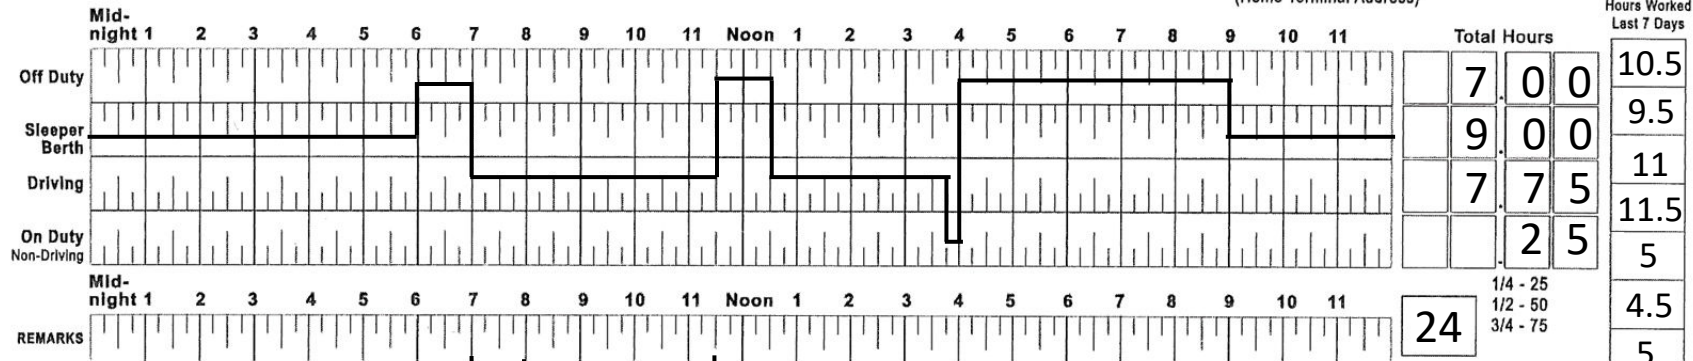 (Home Terminal Address)
Hours Worked
Last 7 Days
Mid-
night 1 2 3 4 5 6 7 8 9 10 11 Noon 1 2 3 4 5 6 7 8 9 10 11
Total Hours
Off Duty
7.00
10.5
Sleeper
Berth
9.00
9.5
Driving
7.75
11
On Duty
Non-Driving
.25
11.5
5
Mid-
night 1 2 3 4 5 6 7 8 9 10 11 Noon 1 2 3 4 5 6 7 8 9 10 11
1/4 - 25
1/2 - 50
3/4 - 75
24
4.5
REMARKS
5